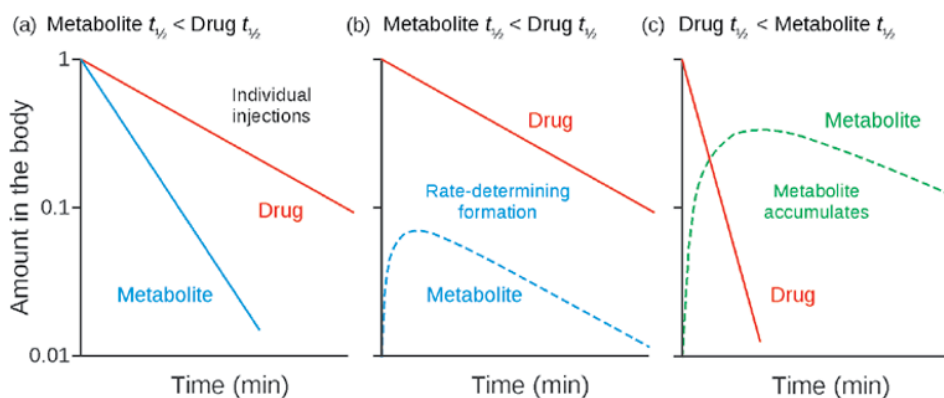 (a) Metabolite t½ < Drug t½
(b) Metabolite t½ < Drug t½
(c) Drug t½ < Metabolite t½
Amount in the body
1
0.1
0.01
Individual
injections
Drug
Metabolite
Time (min)
Drug
Rate-determining
formation
Metabolite
Time (min)
Metabolite
Metabolite
accumulates
Drug
Time (min)